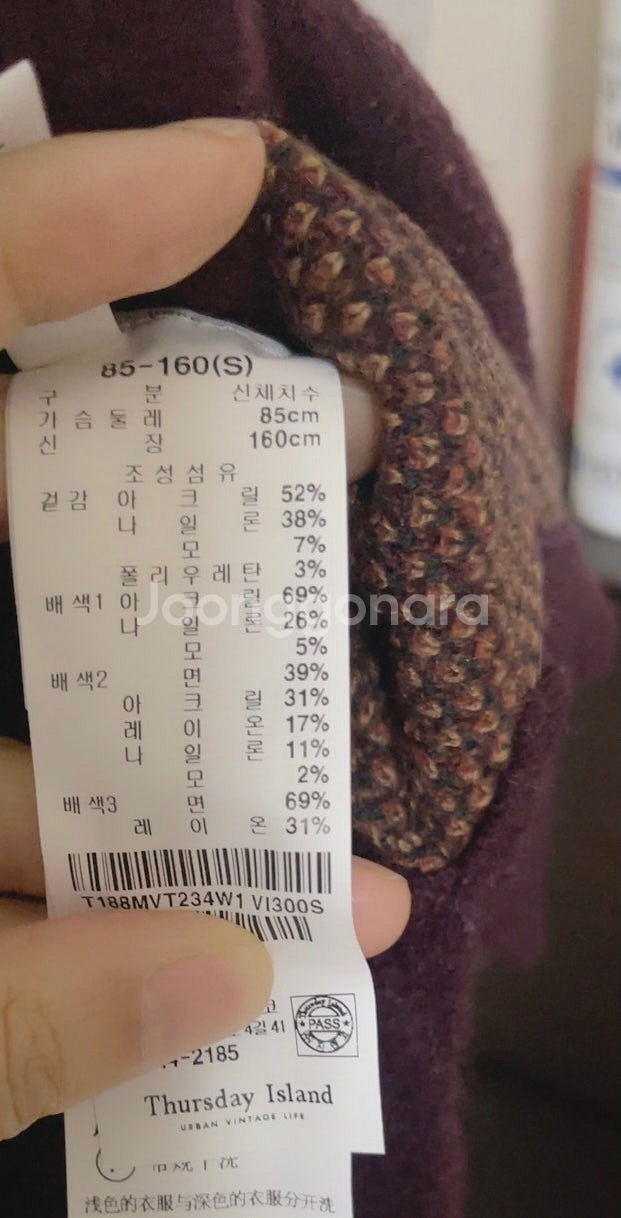 85-160(S)
구 분 신체치수
가 슴 둘 레 85cm
신 장 160cm
조 성 섬 유
겉 감 아 크 릴 52%
나 일 론 38%
모 7%
폴 리 우 레 탄 3%
배 색1 아 크 릴 69%
나 일 론 26%
모 5%
배 색2 면 39%
아 크 릴 31%
레 이 온 17%
나 일 론 11%
모 2%
배 색3 면 69%
레 이 온 31%
Joonggonara
T188MVT234W1 VI300S
4길 41
-2185
Thursday Island
PASS
Thursday Island
URBAN VINTAGE LIFE
浅色的衣服与深色的衣服分开洗